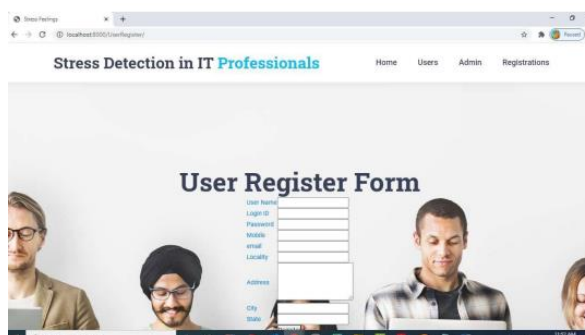 Stress Feelings
localhost:8000/UserRegister/
Paused
Stress Detection in IT Professionals
Home Users Admin Registrations
User Register Form
User Name
Login ID
Password
Mobile
email
Locality
Address
City
State